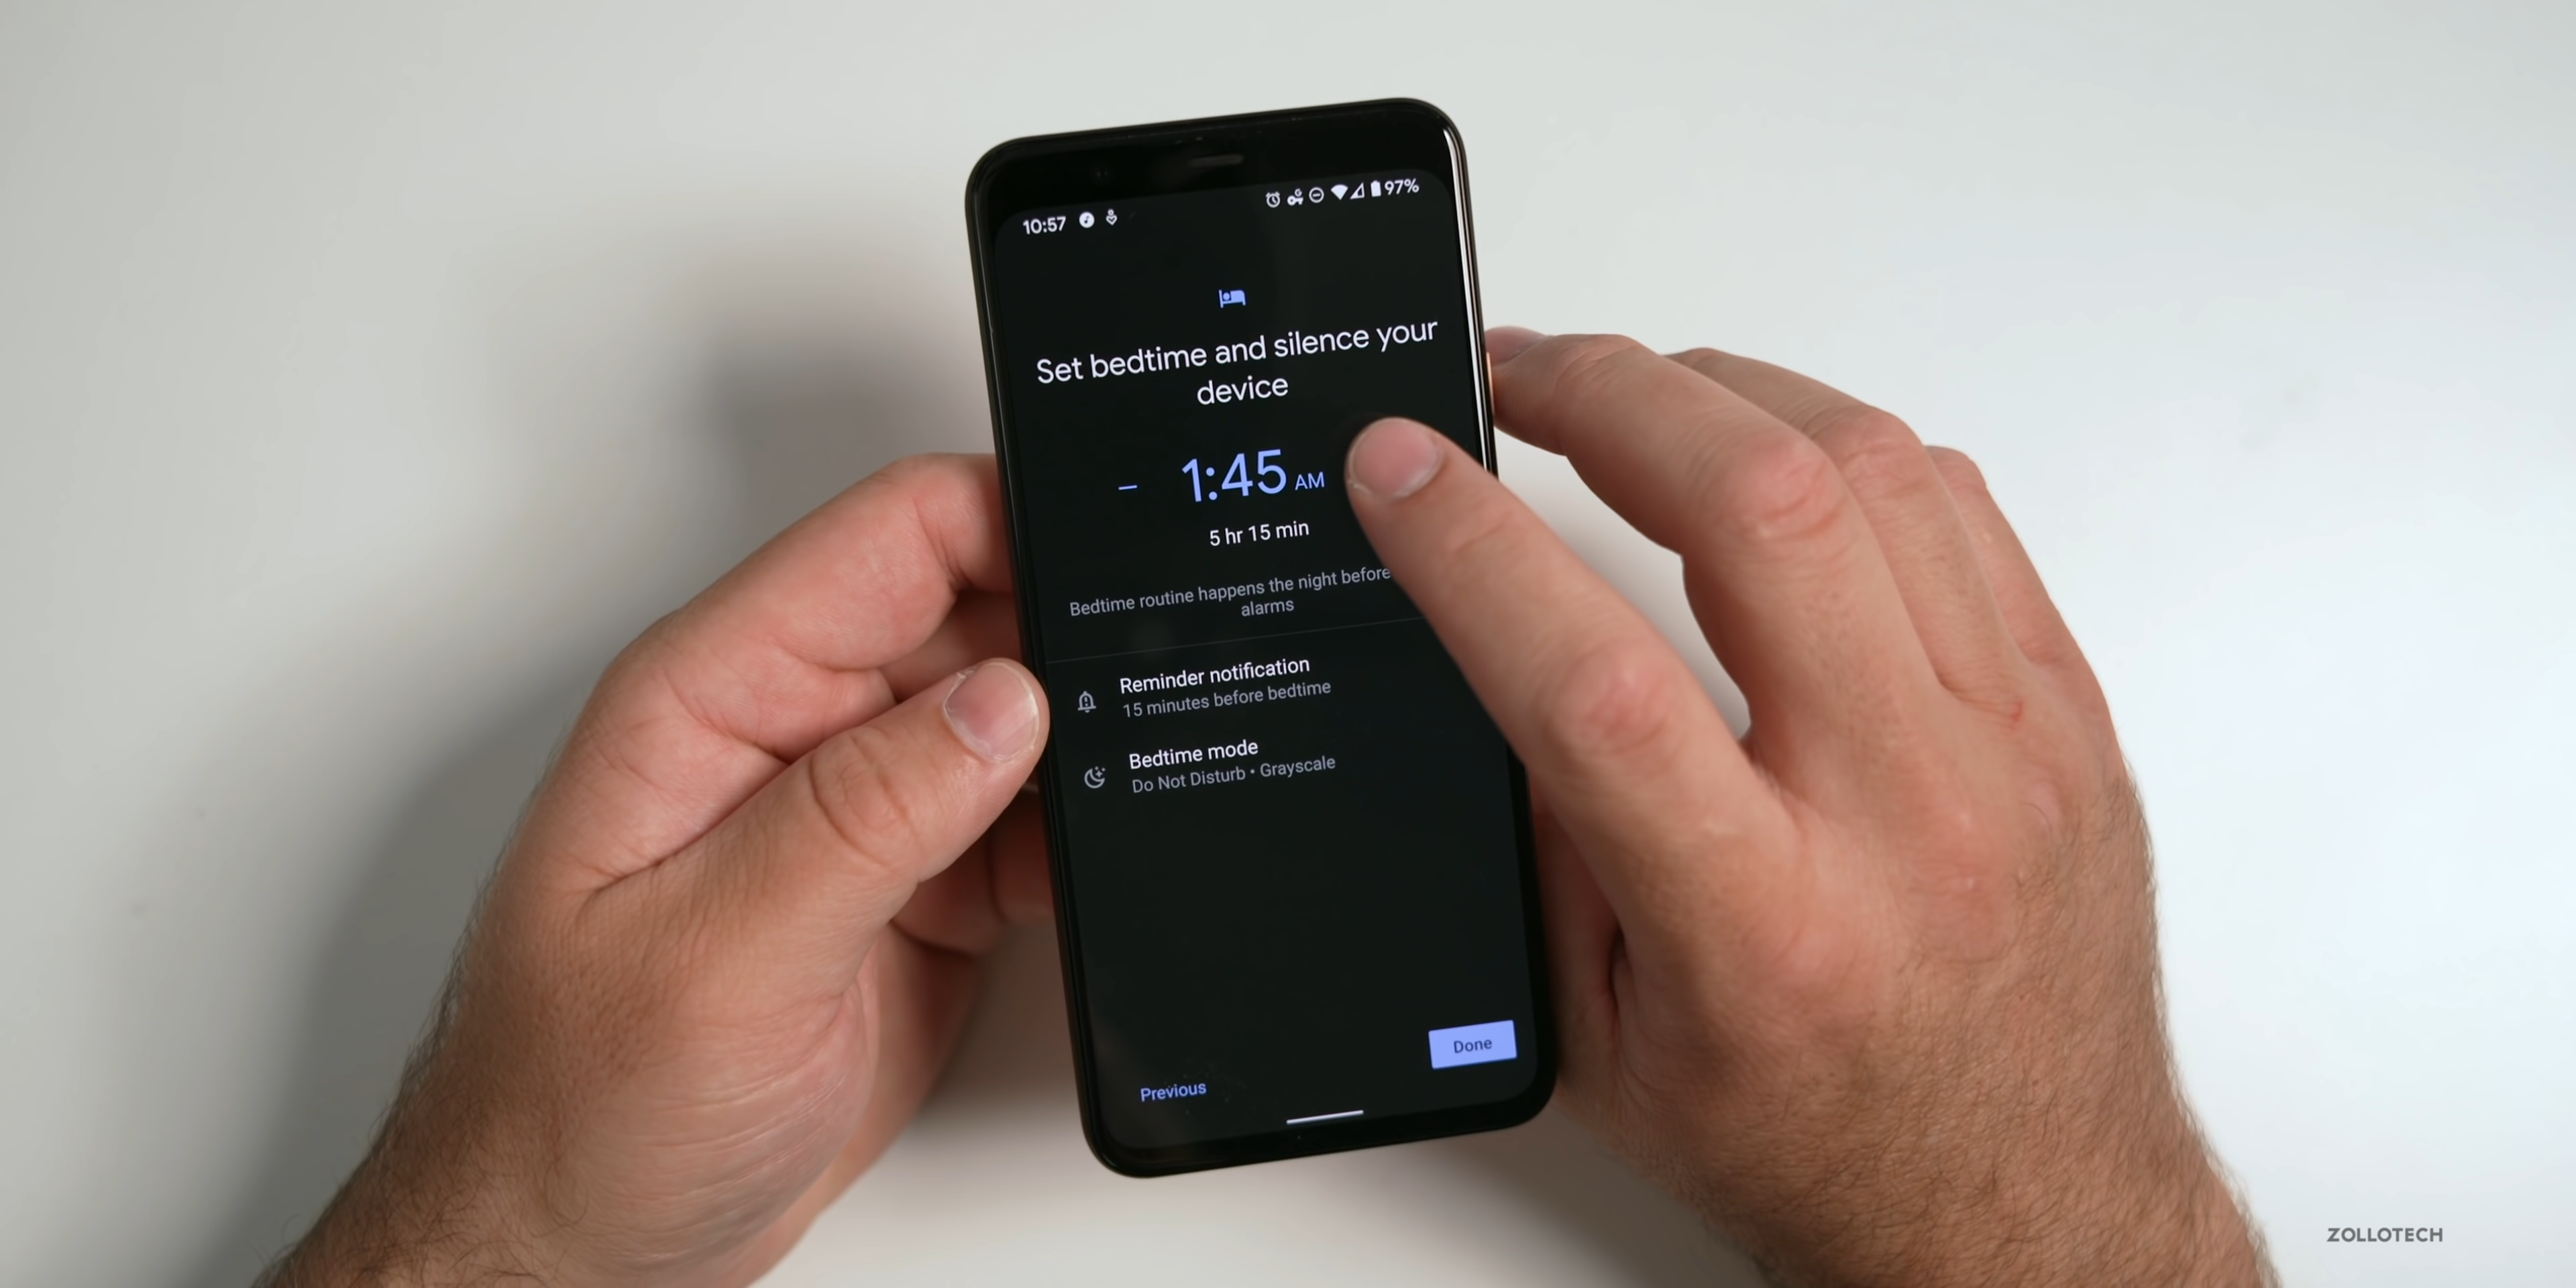 10:57
97%
Set bedtime and silence your
device
– 1:45 AM
5 hr 15 min
Bedtime routine happens the night before
alarms
Reminder notification
15 minutes before bedtime
Bedtime mode
Do Not Disturb • Grayscale
Done
Previous
ZOLLOTECH